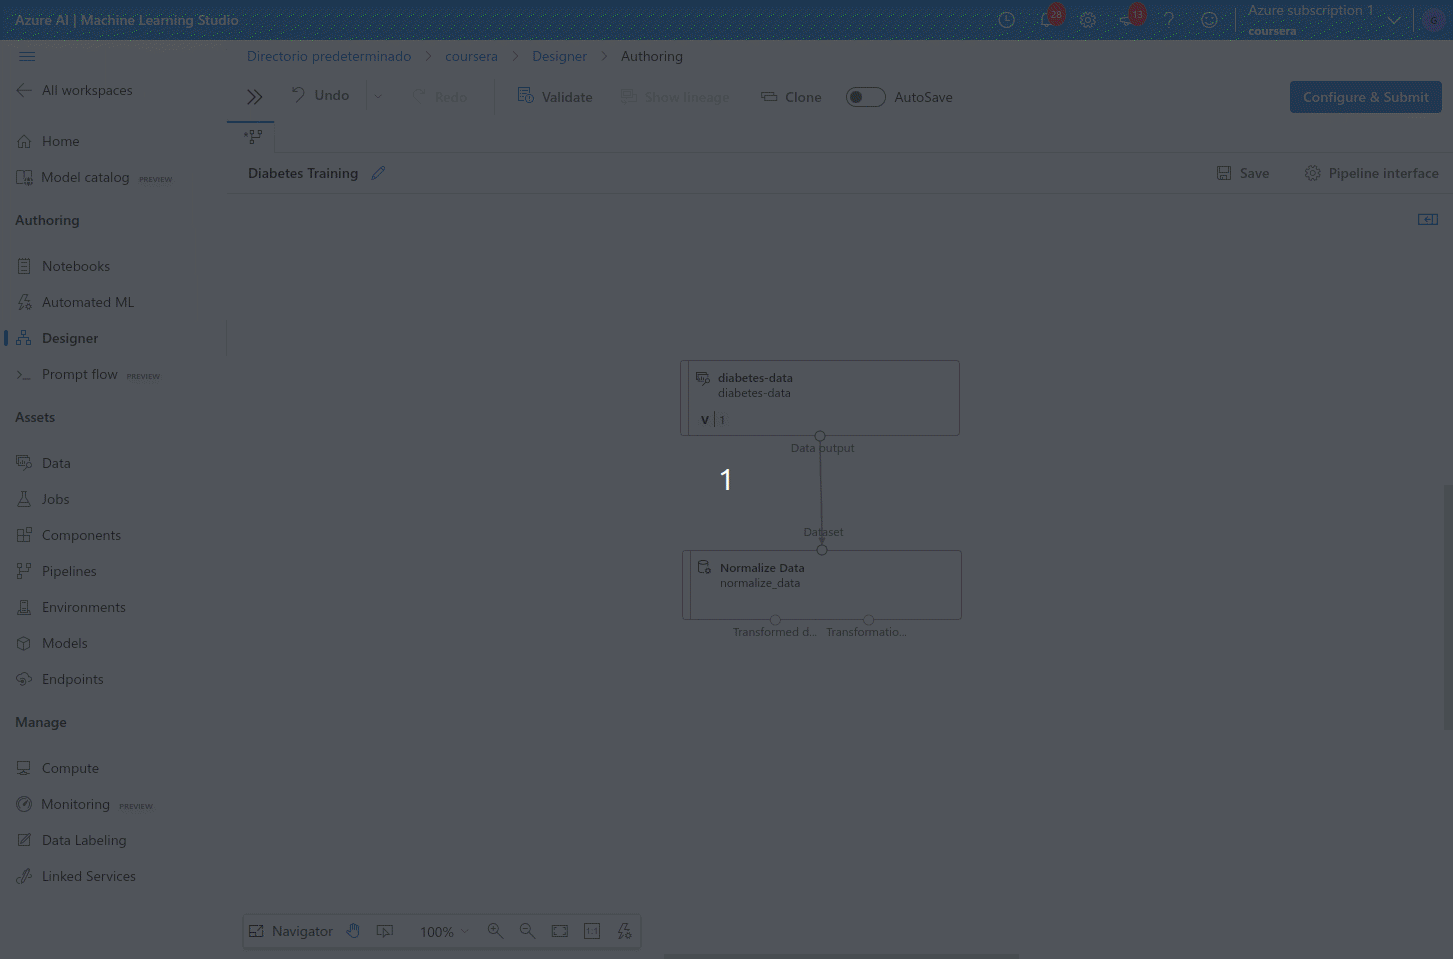 Azure AI | Machine Learning Studio
28
13
Azure subscription 1
coursera
G
Directorio predeterminado
coursera
Designer
Authoring
All workspaces
Undo
Redo
Validate
Show lineage
Clone
AutoSave
Configure & Submit
Home
Model catalog PREVIEW
Diabetes Training
Save
Pipeline interface
Authoring
Notebooks
Automated ML
Designer
Prompt flow PREVIEW
Assets
Data
Jobs
Components
Pipelines
Environments
Models
Endpoints
Manage
Compute
Monitoring PREVIEW
Data Labeling
Linked Services
diabetes-data
diabetes-data
V | 1
Data output
1
Dataset
Normalize Data
normalize_data
Transformed d...
Transformatio...
Navigator
100%
1:1